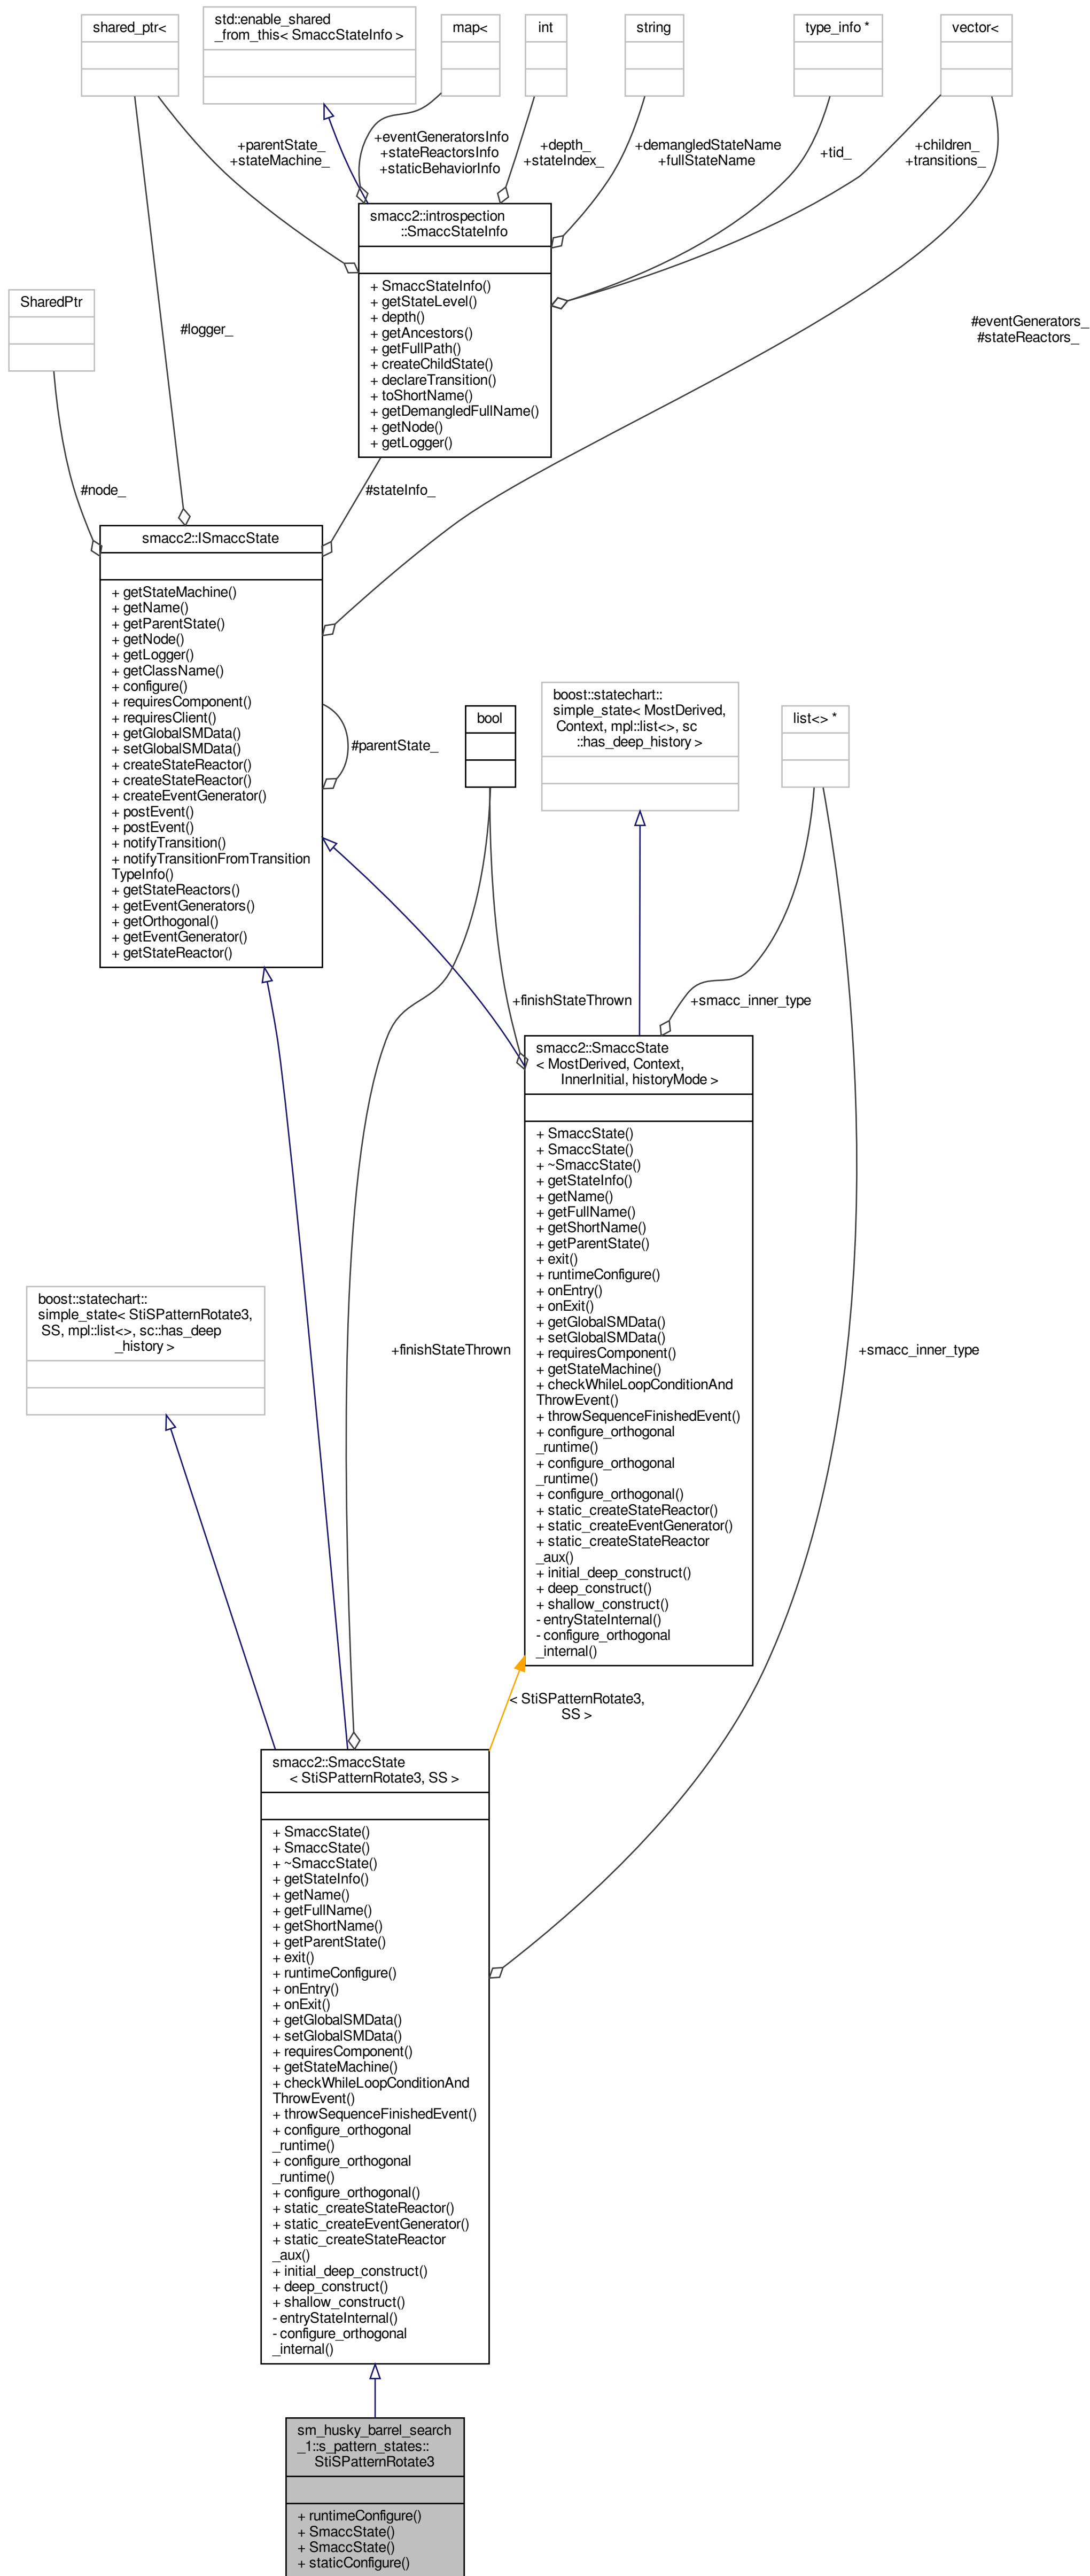 shared_ptr<
std::enable_shared
_from_this< SmaccStateInfo >
map<
int
string
type_info *
vector<
+parentState_
+stateMachine_
+eventGeneratorsInfo
+stateReactorsInfo
+staticBehaviorInfo
+depth_
+stateIndex_
+demangledStateName
+fullStateName
+tid_
+children_
+transitions_
smacc2::introspection
::SmaccStateInfo
+ SmaccStateInfo()
+ getStateLevel()
+ depth()
+ getAncestors()
+ getFullPath()
+ createChildState()
+ declareTransition()
+ toShortName()
+ getDemangledFullName()
+ getNode()
+ getLogger()
SharedPtr
#logger_
#eventGenerators_
#stateReactors_
#node_
#stateInfo_
smacc2::ISmaccState
+ getStateMachine()
+ getName()
+ getParentState()
+ getNode()
+ getLogger()
+ getClassName()
+ configure()
+ requiresComponent()
+ requiresClient()
+ getGlobalSMData()
+ setGlobalSMData()
+ createStateReactor()
+ createStateReactor()
+ createEventGenerator()
+ postEvent()
+ postEvent()
+ notifyTransition()
+ notifyTransitionFromTransition
TypeInfo()
+ getStateReactors()
+ getEventGenerators()
+ getOrthogonal()
+ getEventGenerator()
+ getStateReactor()
#parentState_
bool
boost::statechart::
simple_state< MostDerived,
Context, mpl::list<>, sc
::has_deep_history >
list<> *
+finishStateThrown
+smacc_inner_type
smacc2::SmaccState
< MostDerived, Context,
InnerInitial, historyMode >
+ SmaccState()
+ SmaccState()
+ ~SmaccState()
+ getStateInfo()
+ getName()
+ getFullName()
+ getShortName()
+ getParentState()
+ exit()
+ runtimeConfigure()
+ onEntry()
+ onExit()
+ getGlobalSMData()
+ setGlobalSMData()
+ requiresComponent()
+ getStateMachine()
+ checkWhileLoopConditionAnd
ThrowEvent()
+ throwSequenceFinishedEvent()
+ configure_orthogonal
_runtime()
+ configure_orthogonal
_runtime()
+ configure_orthogonal()
+ static_createStateReactor()
+ static_createEventGenerator()
+ static_createStateReactor
_aux()
+ initial_deep_construct()
+ deep_construct()
+ shallow_construct()
- entryStateInternal()
- configure_orthogonal
_internal()
boost::statechart::
simple_state< StiSPatternRotate3,
SS, mpl::list<>, sc::has_deep
_history >
+finishStateThrown
+smacc_inner_type
< StiSPatternRotate3,
SS >
smacc2::SmaccState
< StiSPatternRotate3, SS >
+ SmaccState()
+ SmaccState()
+ ~SmaccState()
+ getStateInfo()
+ getName()
+ getFullName()
+ getShortName()
+ getParentState()
+ exit()
+ runtimeConfigure()
+ onEntry()
+ onExit()
+ getGlobalSMData()
+ setGlobalSMData()
+ requiresComponent()
+ getStateMachine()
+ checkWhileLoopConditionAnd
ThrowEvent()
+ throwSequenceFinishedEvent()
+ configure_orthogonal
_runtime()
+ configure_orthogonal
_runtime()
+ configure_orthogonal()
+ static_createStateReactor()
+ static_createEventGenerator()
+ static_createStateReactor
_aux()
+ initial_deep_construct()
+ deep_construct()
+ shallow_construct()
- entryStateInternal()
- configure_orthogonal
_internal()
sm_husky_barrel_search
_1::s_pattern_states::
StiSPatternRotate3
+ runtimeConfigure()
+ SmaccState()
+ SmaccState()
+ staticConfigure()